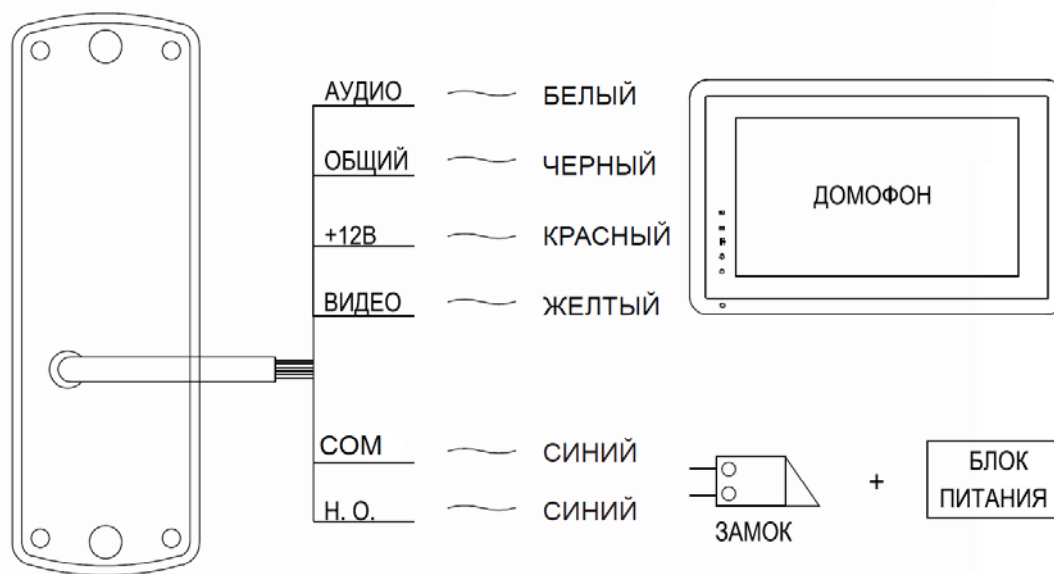 АУДИО БЕЛЫЙ
ОБЩИЙ ЧЕРНЫЙ
+12В КРАСНЫЙ
ВИДЕО ЖЕЛТЫЙ
ДОМОФОН
COM СИНИЙ
Н. О. СИНИЙ
ЗАМОК
+
БЛОК
ПИТАНИЯ